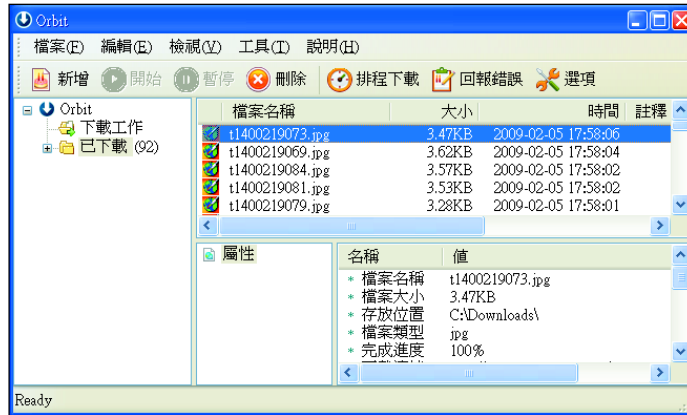 Orbit
檔案(F) 編輯(E) 檢視(V) 工具(T) 說明(H)
新增 開始 暫停 刪除 排程下載 回報錯誤 選項
Orbit
下載工作
已下載 (92)
檔案名稱 大小 時間 註釋
t1400219073.jpg 3.47KB 2009-02-05 17:58:06
t1400219069.jpg 3.62KB 2009-02-05 17:58:04
t1400219084.jpg 3.57KB 2009-02-05 17:58:02
t1400219081.jpg 3.53KB 2009-02-05 17:58:02
t1400219079.jpg 3.28KB 2009-02-05 17:58:01
屬性
名稱 值
檔案名稱 t1400219073.jpg
檔案大小 3.47KB
存放位置 C:\Downloads\
檔案類型 jpg
完成進度 100%
Ready